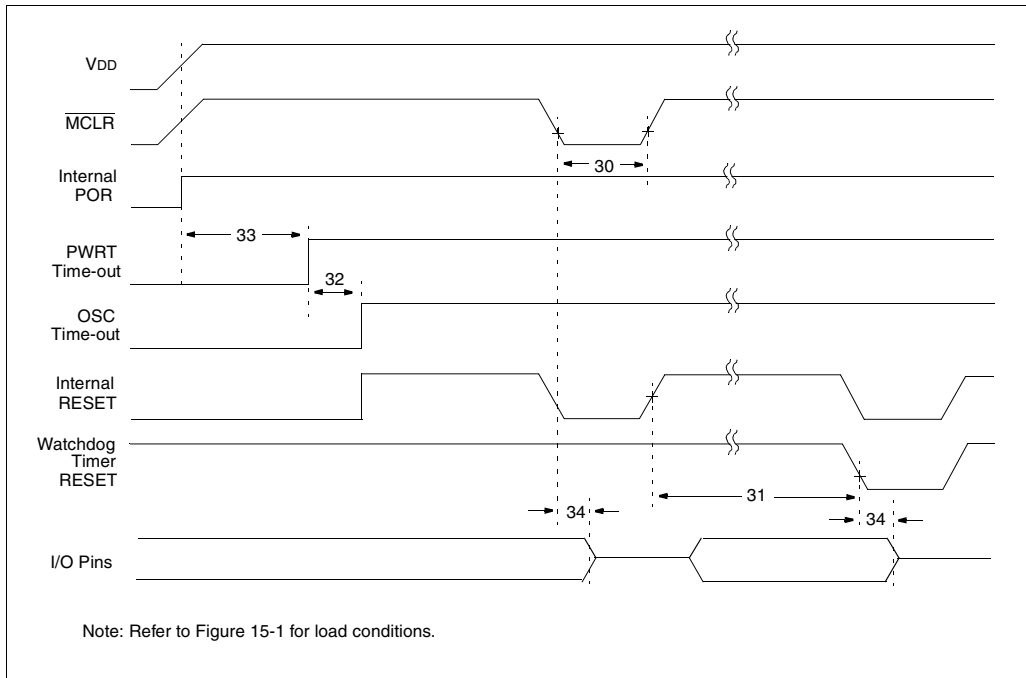 VDD
MCLR
30
Internal
POR
33
PWRT
Time-out
32
OSC
Time-out
Internal
RESET
Watchdog
Timer
RESET
31
34
34
I/O Pins
Note: Refer to Figure 15-1 for load conditions.